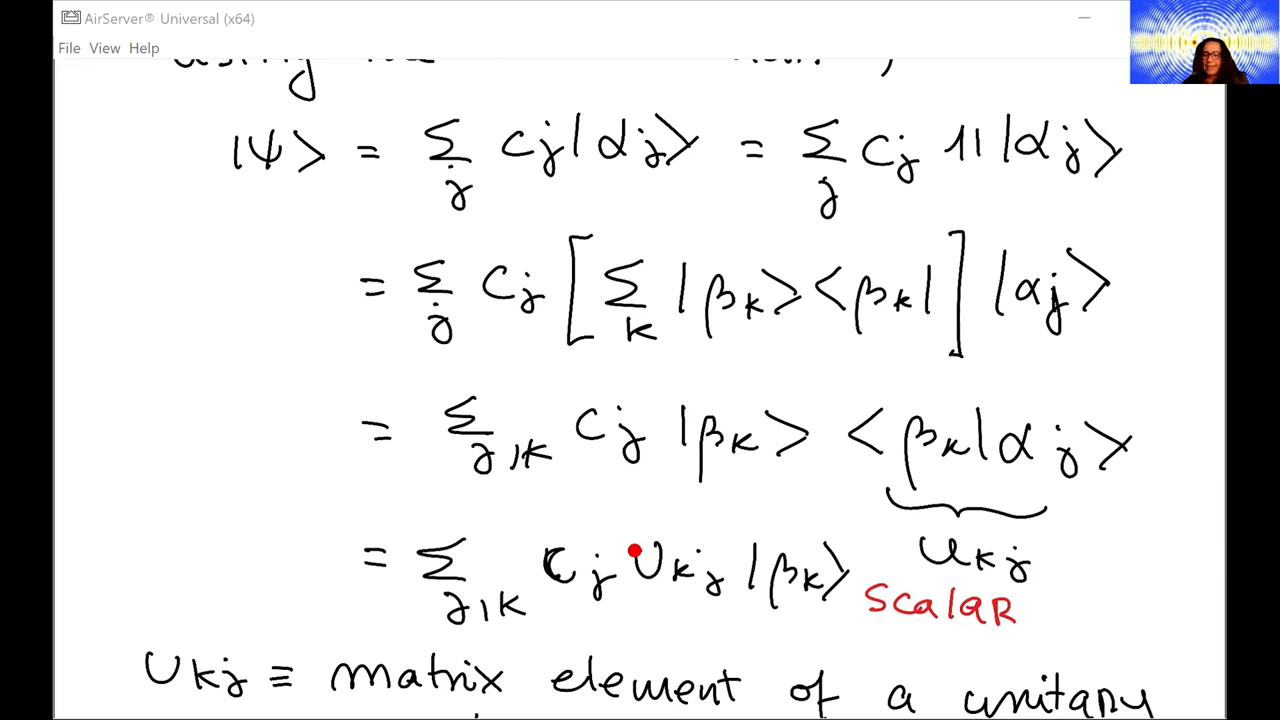 AirServer® Universal (x64)
File View Help
using
|ψ> = Σ_j c_j |α_j> = Σ_j c_j 𝟙 |α_j>
= Σ_j c_j [ Σ_k |β_k> <β_k| ] |α_j>
= Σ_{j,k} c_j |β_k> <β_k|α_j>
= Σ_{j,k} c_j U_kj |β_k> U_kj
SCALAR
U_kj ≡ matrix element of a unitary